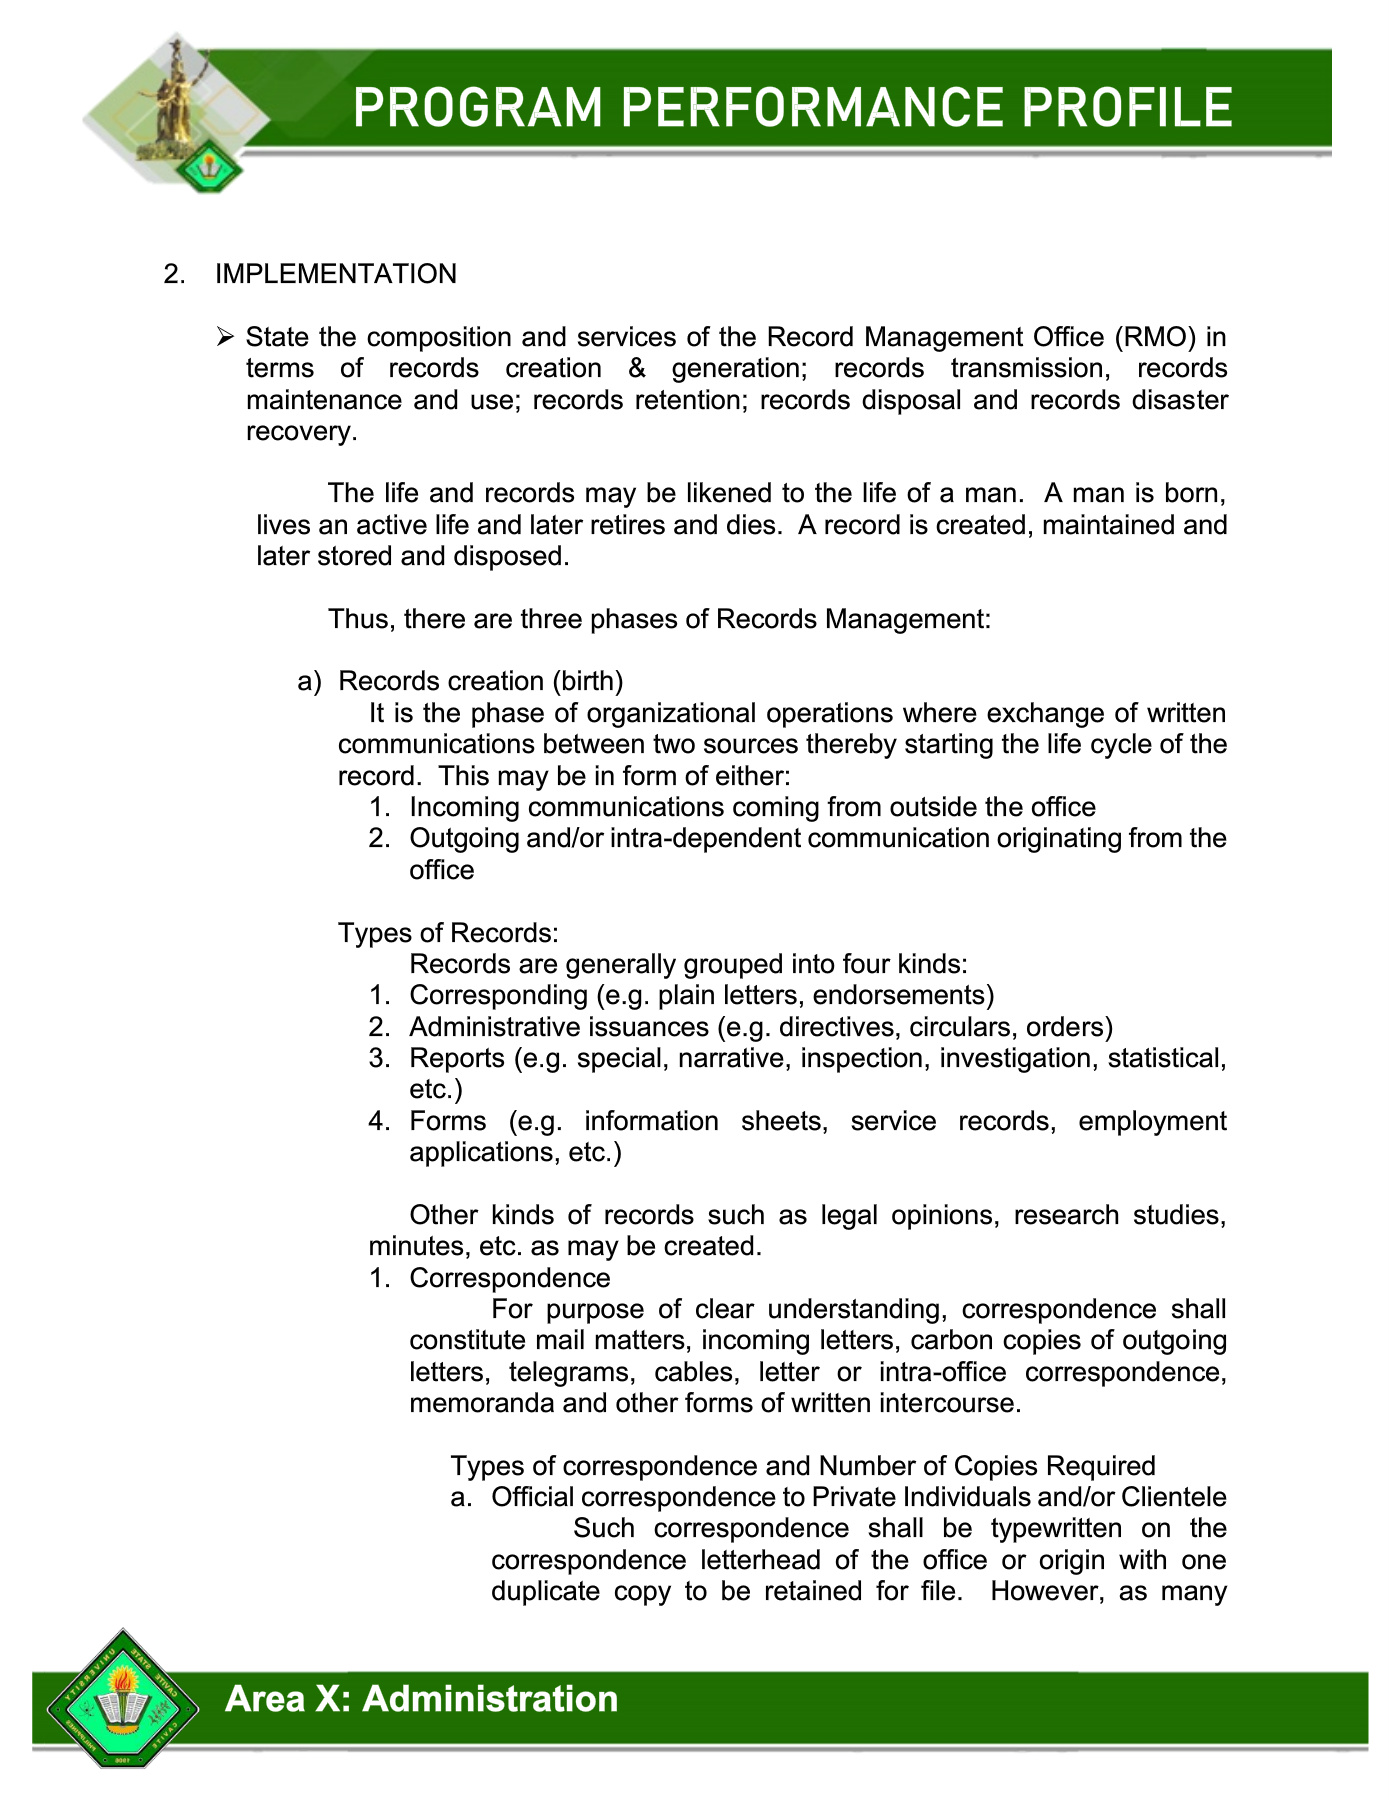 PROGRAM PERFORMANCE PROFILE
2. IMPLEMENTATION
➢ State the composition and services of the Record Management Office (RMO) in
terms of records creation & generation; records transmission, records
maintenance and use; records retention; records disposal and records disaster
recovery.
The life and records may be likened to the life of a man. A man is born,
lives an active life and later retires and dies. A record is created, maintained and
later stored and disposed.
Thus, there are three phases of Records Management:
a) Records creation (birth)
It is the phase of organizational operations where exchange of written
communications between two sources thereby starting the life cycle of the
record. This may be in form of either:
1. Incoming communications coming from outside the office
2. Outgoing and/or intra-dependent communication originating from the
office
Types of Records:
Records are generally grouped into four kinds:
1. Corresponding (e.g. plain letters, endorsements)
2. Administrative issuances (e.g. directives, circulars, orders)
3. Reports (e.g. special, narrative, inspection, investigation, statistical,
etc.)
4. Forms (e.g. information sheets, service records, employment
applications, etc.)
Other kinds of records such as legal opinions, research studies,
minutes, etc. as may be created.
1. Correspondence
For purpose of clear understanding, correspondence shall
constitute mail matters, incoming letters, carbon copies of outgoing
letters, telegrams, cables, letter or intra-office correspondence,
memoranda and other forms of written intercourse.
Types of correspondence and Number of Copies Required
a. Official correspondence to Private Individuals and/or Clientele
Such correspondence shall be typewritten on the
correspondence letterhead of the office or origin with one
duplicate copy to be retained for file. However, as many
CAVITE STATE UNIVERSITY
CAVITE
PHILIPPINES
1906
Area X: Administration